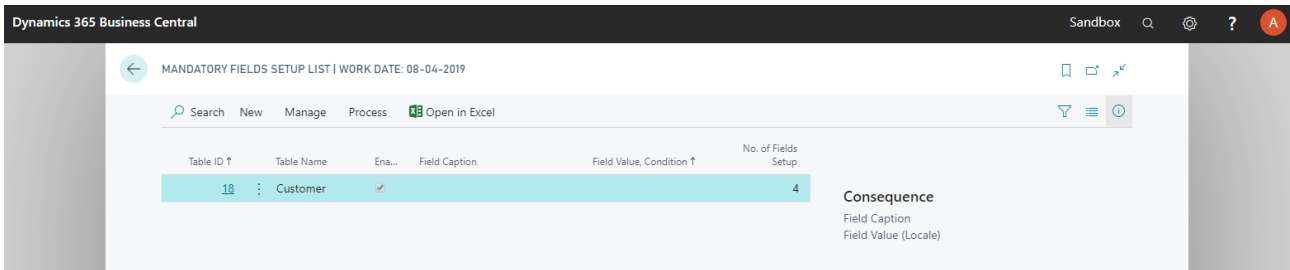 Dynamics 365 Business Central Sandbox ? A
MANDATORY FIELDS SETUP LIST | WORK DATE: 08-04-2019
Search New Manage Process Open in Excel
Table ID ↑ Table Name Ena... Field Caption Field Value, Condition ↑ No. of Fields Setup
18 Customer 4
Consequence
Field Caption
Field Value (Locale)